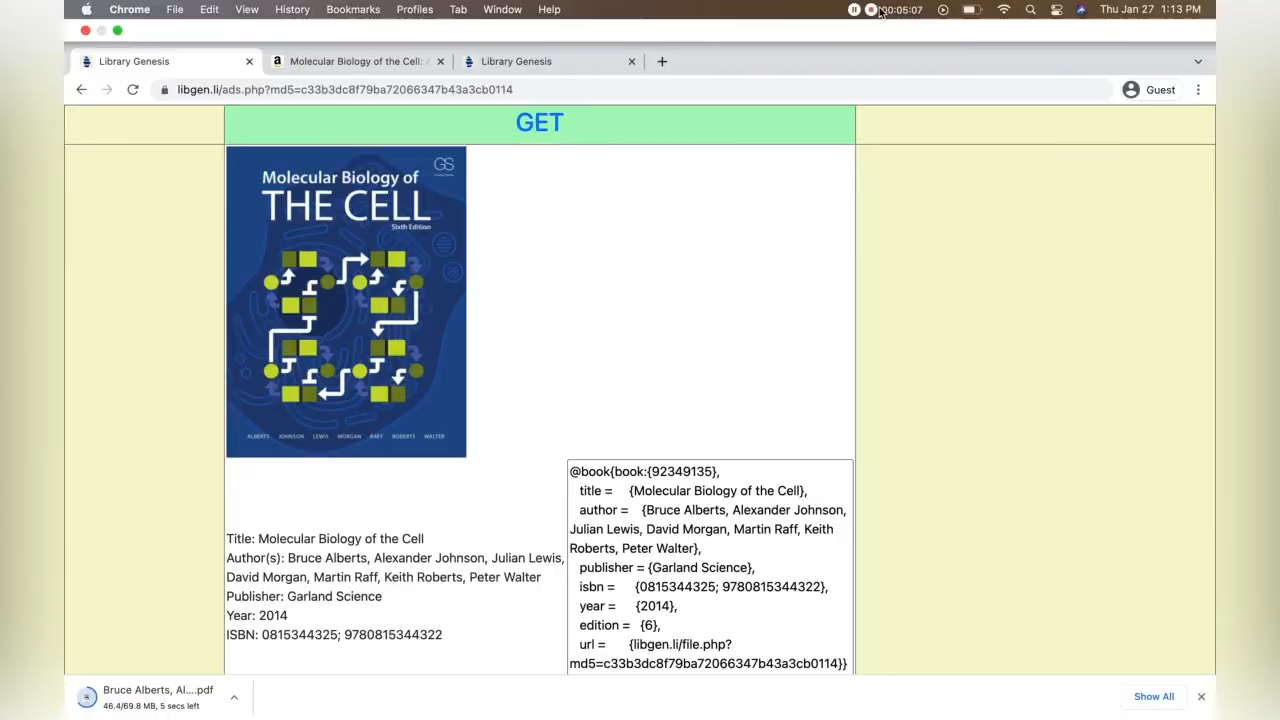 Chrome File Edit View History Bookmarks Profiles Tab Window Help 00:05:07 Thu Jan 27 1:13 PM
Library Genesis Molecular Biology of the Cell: Library Genesis
libgen.li/ads.php?md5=c33b3dc8f79ba72066347b43a3cb0114 Guest
GET
GS
Molecular Biology of
THE CELL
Sixth Edition
ALBERTS JOHNSON LEWIS MORGAN RAFF ROBERTS WALTER
Title: Molecular Biology of the Cell
Author(s): Bruce Alberts, Alexander Johnson, Julian Lewis,
David Morgan, Martin Raff, Keith Roberts, Peter Walter
Publisher: Garland Science
Year: 2014
ISBN: 0815344325; 9780815344322
@book{book:{92349135},
title = {Molecular Biology of the Cell},
author = {Bruce Alberts, Alexander Johnson,
Julian Lewis, David Morgan, Martin Raff, Keith
Roberts, Peter Walter},
publisher = {Garland Science},
isbn = {0815344325; 9780815344322},
year = {2014},
edition = {6},
url = {libgen.li/file.php?
md5=c33b3dc8f79ba72066347b43a3cb0114}}
Bruce Alberts, Al....pdf
46.4/69.8 MB, 5 secs left
Show All